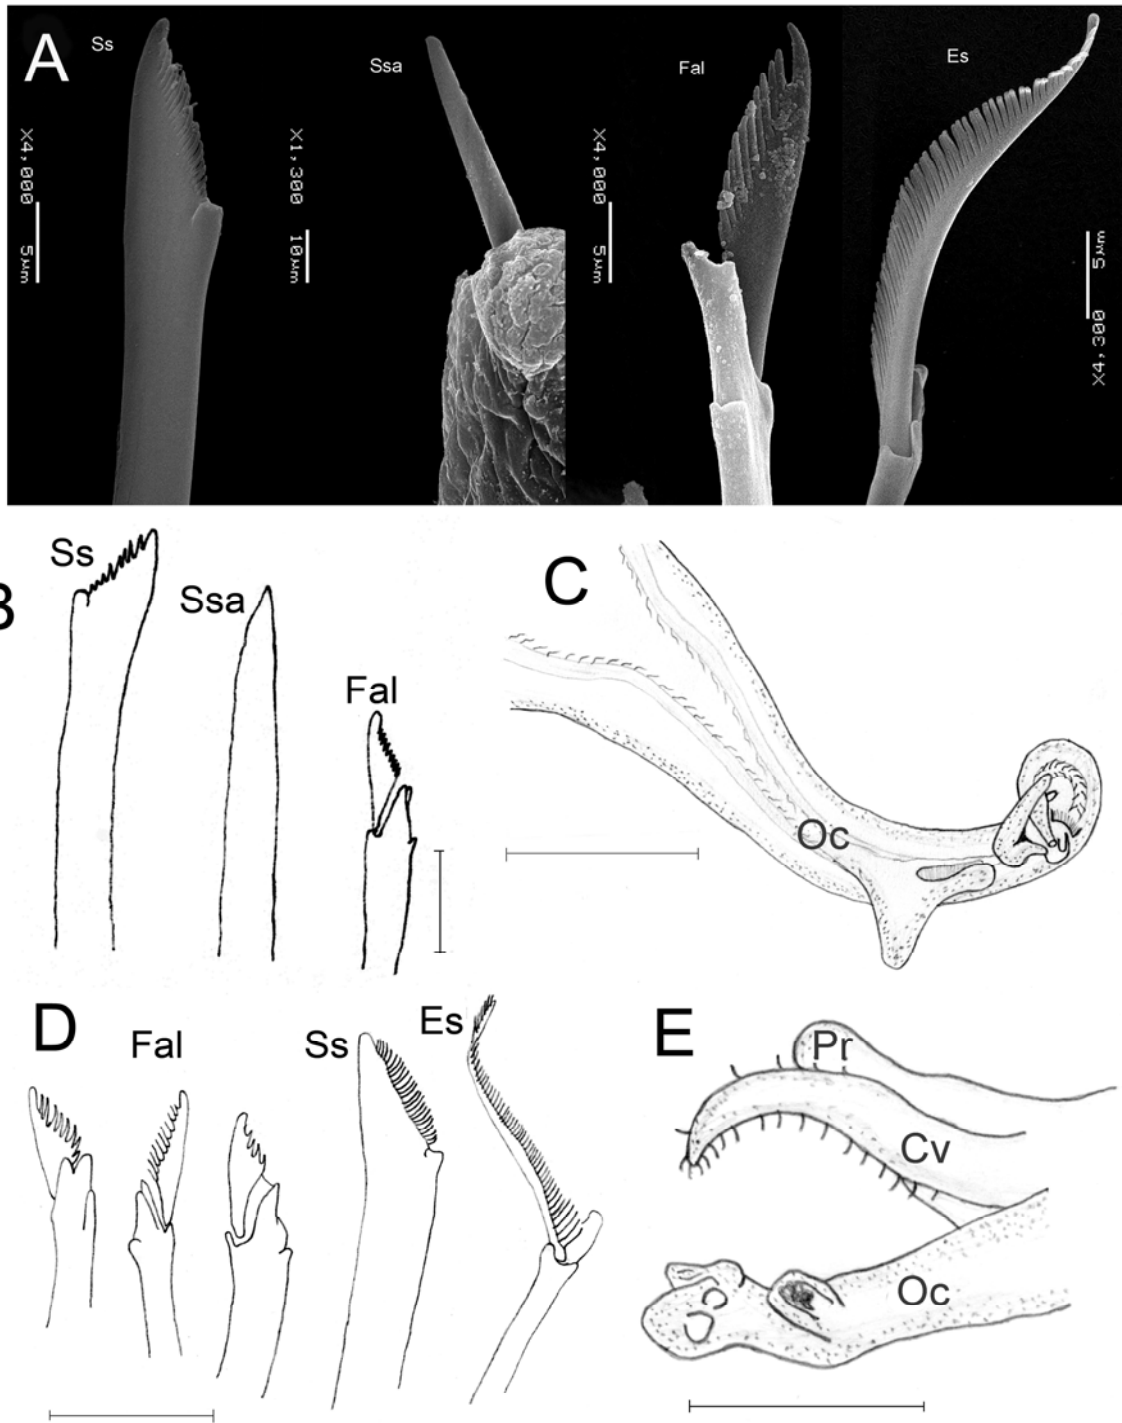 A
Ss
Ssa
Fal
Es
X4,000
5μm
X1,300
10μm
X4,000
5μm
X4,300
5μm
B
Ss
Ssa
Fal
C
Oc
D
Fal
Ss
Es
E
Pr
Cv
Oc